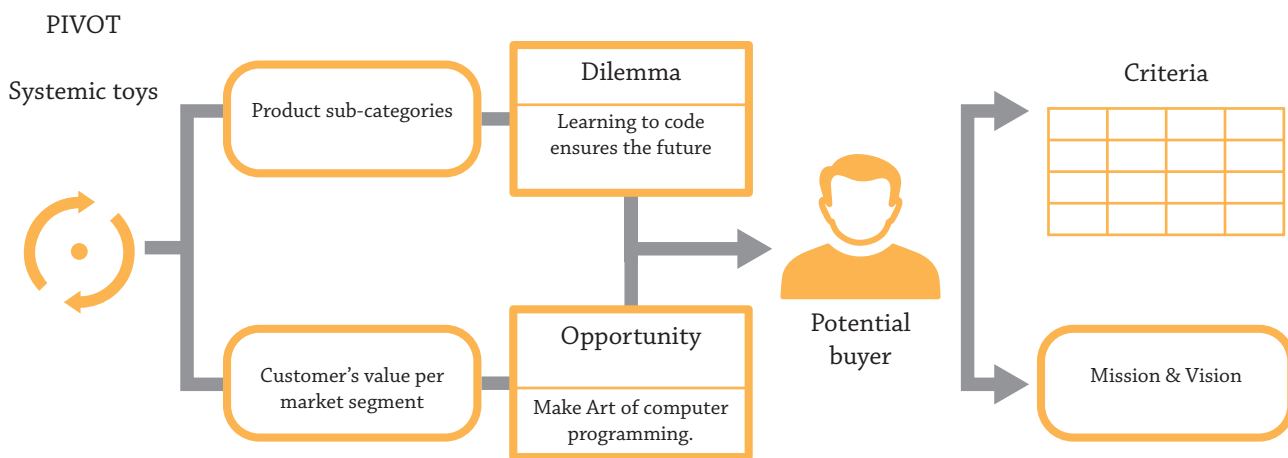 PIVOT
Systemic toys
Product sub-categories
Dilemma
Learning to code
ensures the future
Customer’s value per
market segment
Opportunity
Make Art of computer
programming.
Potential
buyer
Criteria
Mission & Vision